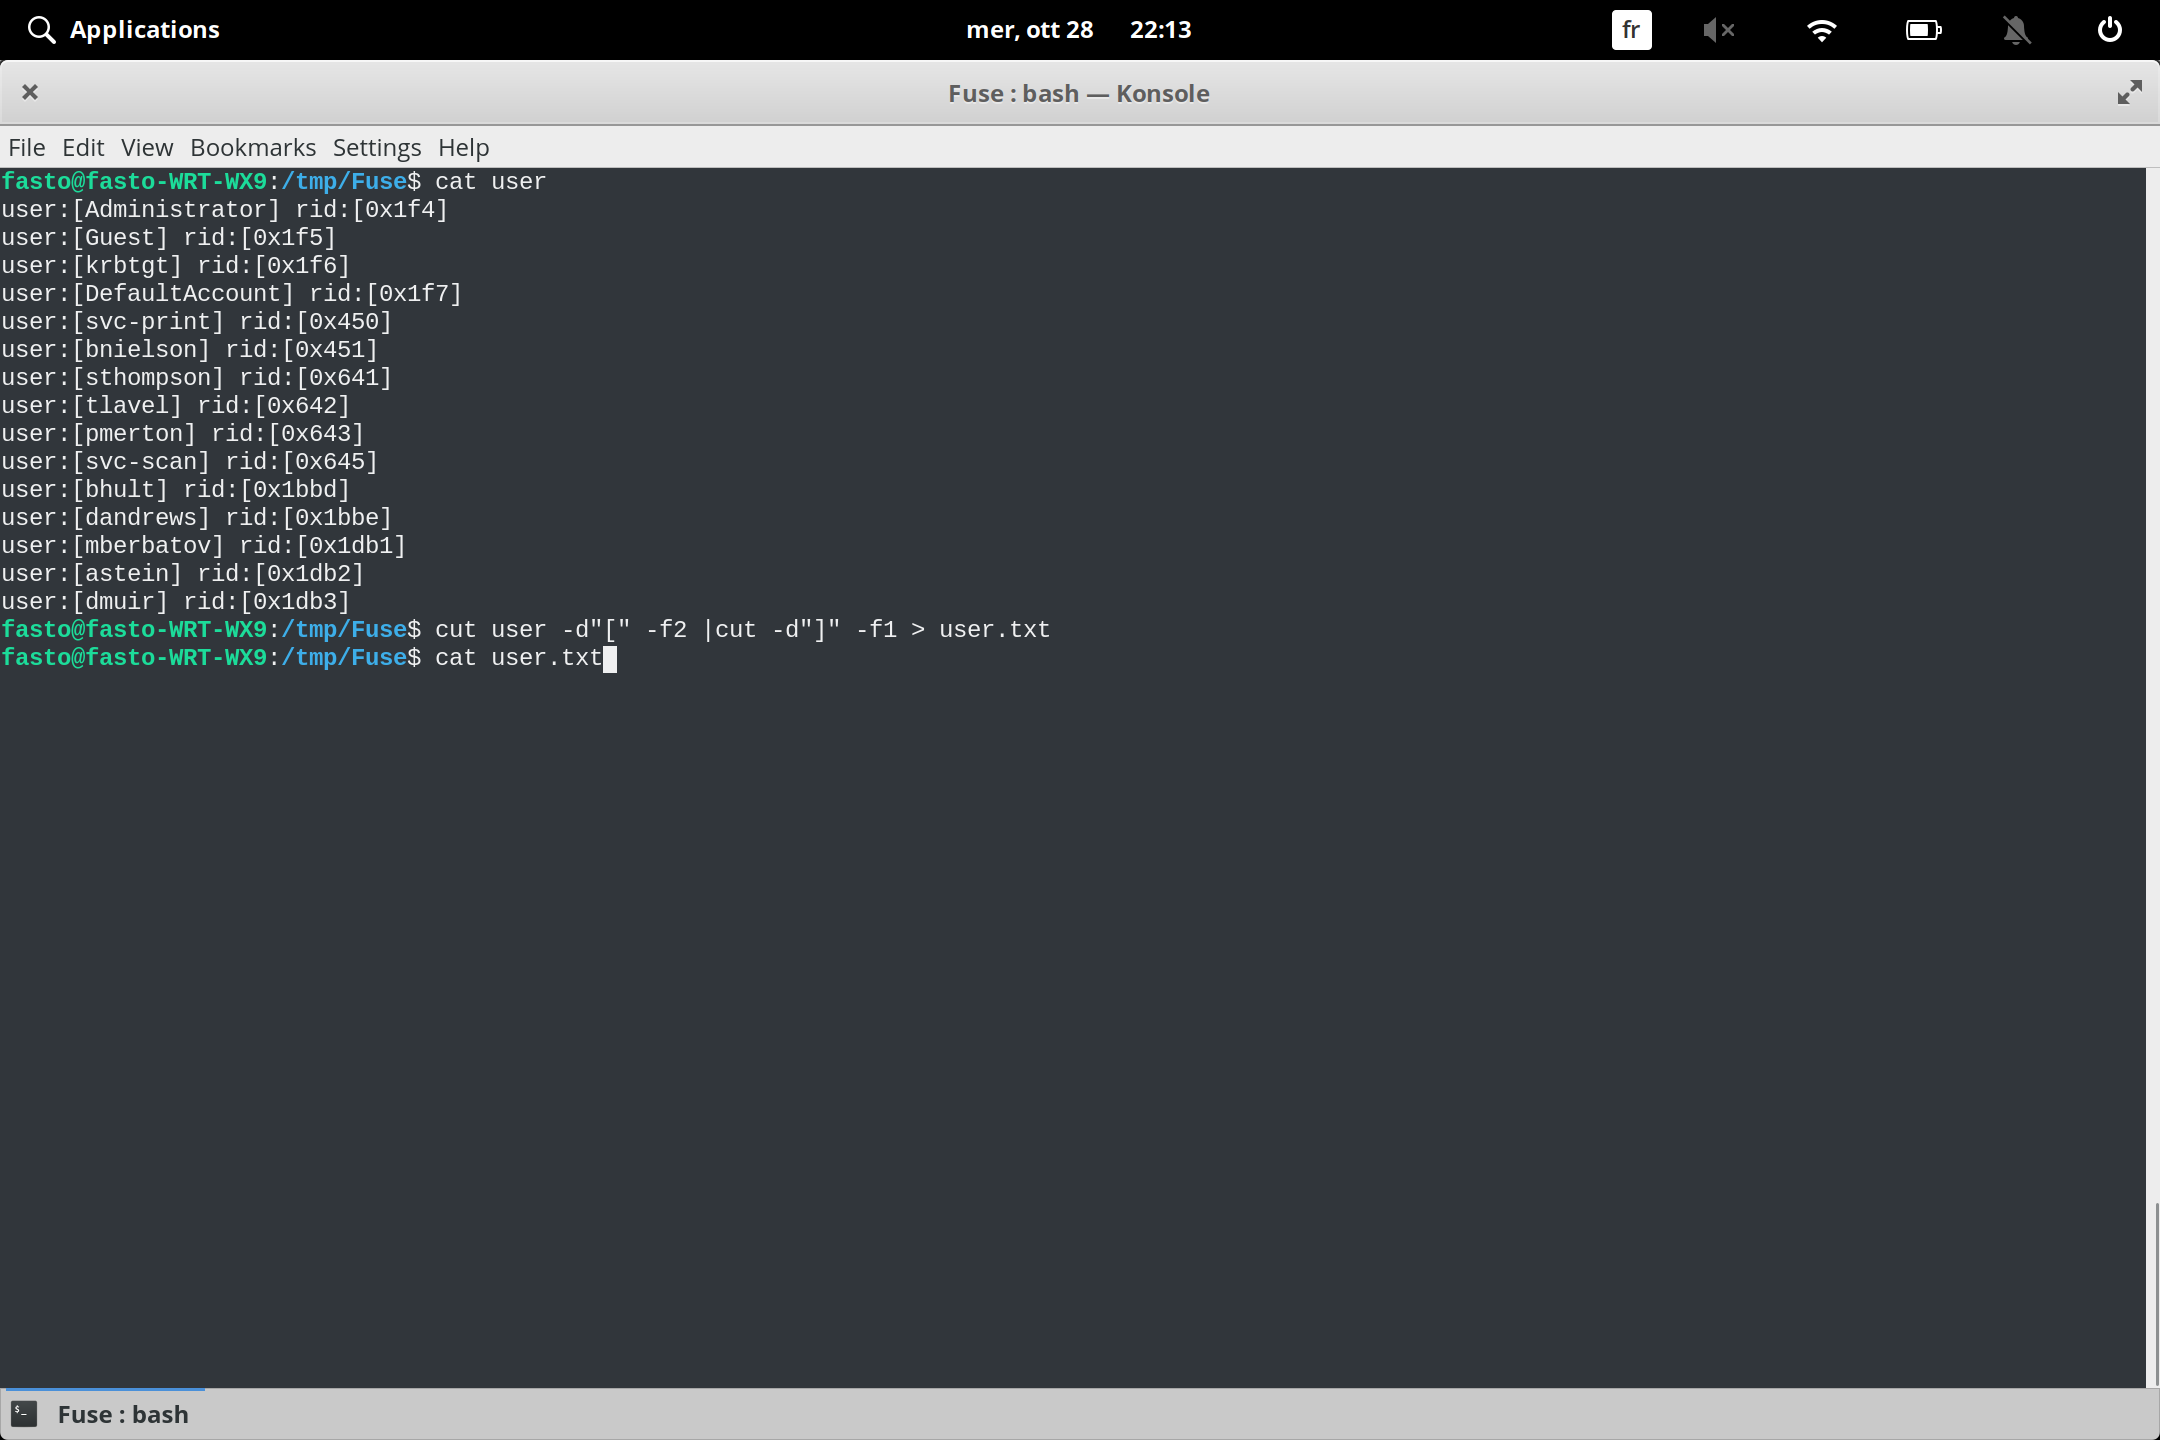 Applications
mer, ott 28 22:13
fr
Fuse : bash — Konsole
File Edit View Bookmarks Settings Help
fasto@fasto-WRT-WX9:/tmp/Fuse$ cat user
user:[Administrator] rid:[0x1f4]
user:[Guest] rid:[0x1f5]
user:[krbtgt] rid:[0x1f6]
user:[DefaultAccount] rid:[0x1f7]
user:[svc-print] rid:[0x450]
user:[bnielson] rid:[0x451]
user:[sthompson] rid:[0x641]
user:[tlavel] rid:[0x642]
user:[pmerton] rid:[0x643]
user:[svc-scan] rid:[0x645]
user:[bhult] rid:[0x1bbd]
user:[dandrews] rid:[0x1bbe]
user:[mberbatov] rid:[0x1db1]
user:[astein] rid:[0x1db2]
user:[dmuir] rid:[0x1db3]
fasto@fasto-WRT-WX9:/tmp/Fuse$ cut user -d"[" -f2 |cut -d"]" -f1 > user.txt
fasto@fasto-WRT-WX9:/tmp/Fuse$ cat user.txt
Fuse : bash